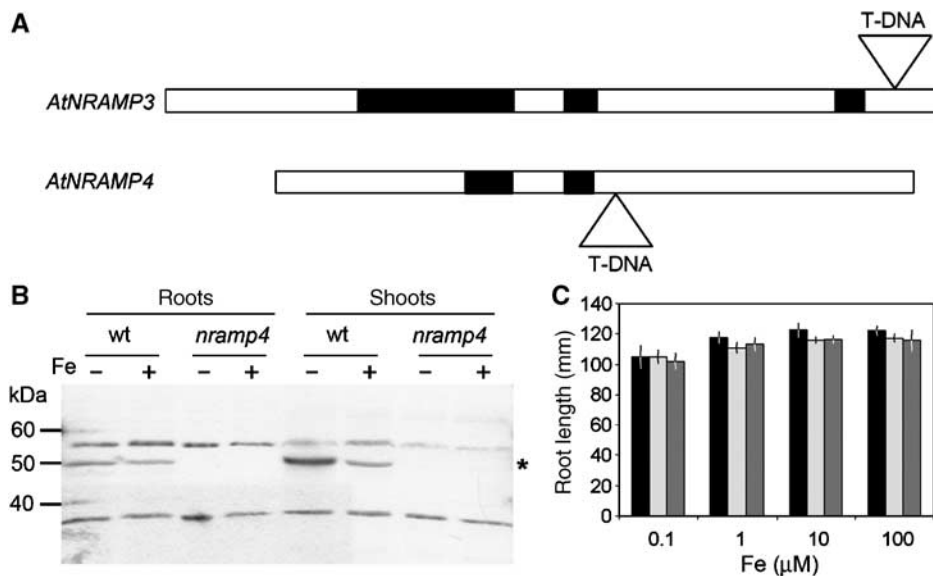 A
T-DNA
AtNRAMP3
AtNRAMP4
T-DNA
B
Roots
Shoots
wt
nramp4
wt
nramp4
Fe
– + – + – + – +
kDa
60
50
40
*
C
Root length (mm)
140
120
100
80
60
40
20
0
0.1 1 10 100
Fe (μM)